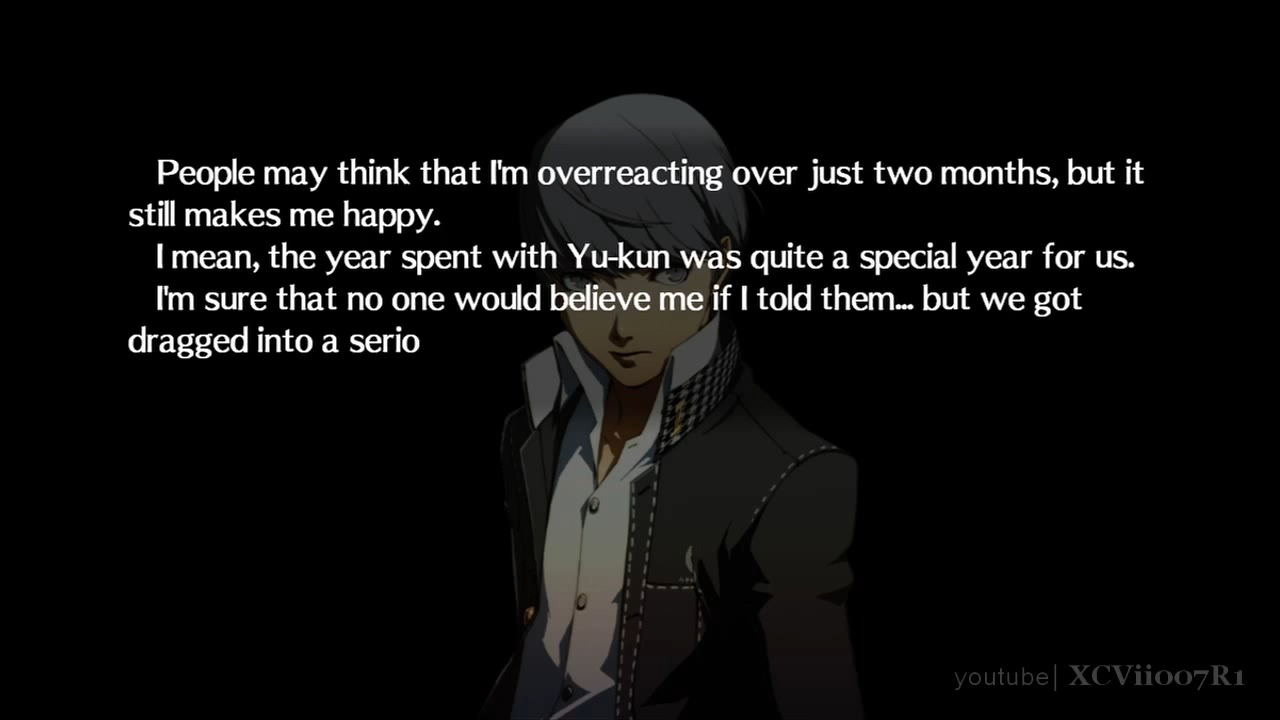 People may think that I'm overreacting over just two months, but it
still makes me happy.
I mean, the year spent with Yu-kun was quite a special year for us.
I'm sure that no one would believe me if I told them... but we got
dragged into a serio
youtube| XCVii007R1